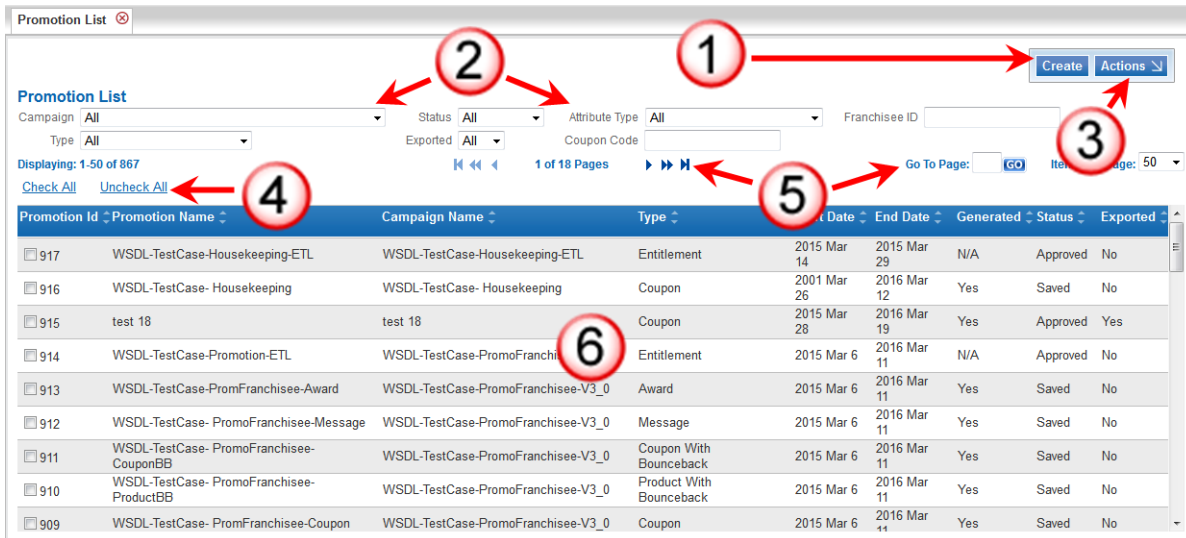 Promotion List
1
2
Create Actions
Promotion List
3
Campaign All Status All Attribute Type All Franchisee ID
Type All Exported All Coupon Code
Displaying: 1-50 of 867 1 of 18 Pages Go To Page: GO 50
Check All Uncheck All
4
5
Promotion Id Promotion Name Campaign Name Type Date End Date Generated Status Exported
917 WSDL-TestCase-Housekeeping-ETL WSDL-TestCase-Housekeeping-ETL Entitlement 2015 Mar 14 2015 Mar 29 N/A Approved No
916 WSDL-TestCase- Housekeeping WSDL-TestCase- Housekeeping Coupon 2001 Mar 26 2016 Mar 12 Yes Saved No
915 test 18 test 18 Coupon 2015 Mar 28 2016 Mar 19 Yes Approved Yes
6
914 WSDL-TestCase-Promotion-ETL WSDL-TestCase-PromoFranchi Entitlement 2015 Mar 6 2016 Mar 11 N/A Approved No
913 WSDL-TestCase-PromFranchisee-Award WSDL-TestCase-PromoFranchisee-V3_0 Award 2015 Mar 6 2016 Mar 11 Yes Saved No
912 WSDL-TestCase- PromoFranchisee-Message WSDL-TestCase-PromoFranchisee-V3_0 Message 2015 Mar 6 2016 Mar 11 Yes Saved No
911 WSDL-TestCase- PromoFranchisee-CouponBB WSDL-TestCase-PromoFranchisee-V3_0 Coupon With Bounceback 2015 Mar 6 2016 Mar 11 Yes Saved No
910 WSDL-TestCase- PromoFranchisee-ProductBB WSDL-TestCase-PromoFranchisee-V3_0 Product With Bounceback 2015 Mar 6 2016 Mar 11 Yes Saved No
909 WSDL-TestCase- PromFranchisee-Coupon WSDL-TestCase-PromoFranchisee-V3_0 Coupon 2015 Mar 6 2016 Mar 11 Yes Saved No